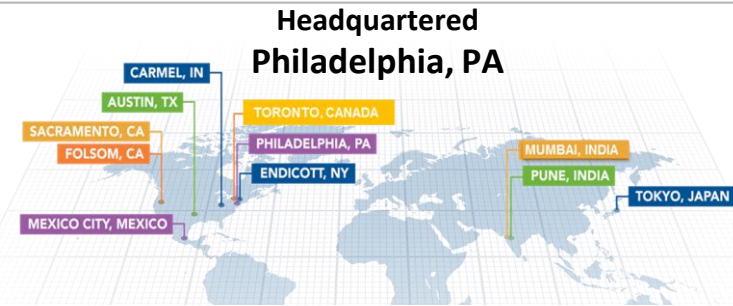 Headquartered
Philadelphia, PA
CARMEL, IN
AUSTIN, TX
TORONTO, CANADA
SACRAMENTO, CA
PHILADELPHIA, PA
MUMBAI, INDIA
FOLSOM, CA
ENDICOTT, NY
PUNE, INDIA
TOKYO, JAPAN
MEXICO CITY, MEXICO